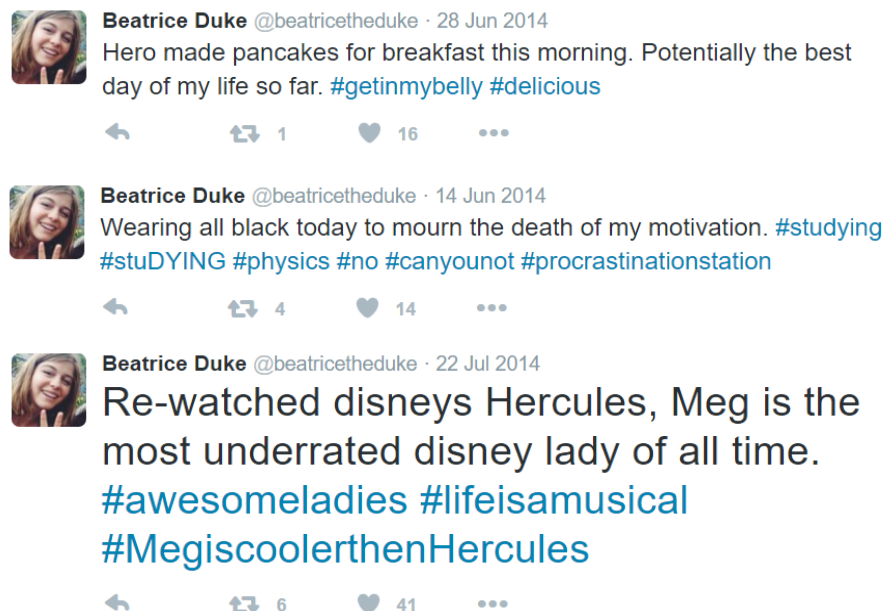 Beatrice Duke @beatricetheduke · 28 Jun 2014
Hero made pancakes for breakfast this morning. Potentially the best
day of my life so far. #getinmybelly #delicious
1 16
Beatrice Duke @beatricetheduke · 14 Jun 2014
Wearing all black today to mourn the death of my motivation. #studying
#stuDYING #physics #no #canyounot #procrastinationstation
4 14
Beatrice Duke @beatricetheduke · 22 Jul 2014
Re-watched disneys Hercules, Meg is the
most underrated disney lady of all time.
#awesomeladies #lifeisamusical
#MegiscoolerthenHercules
6 41